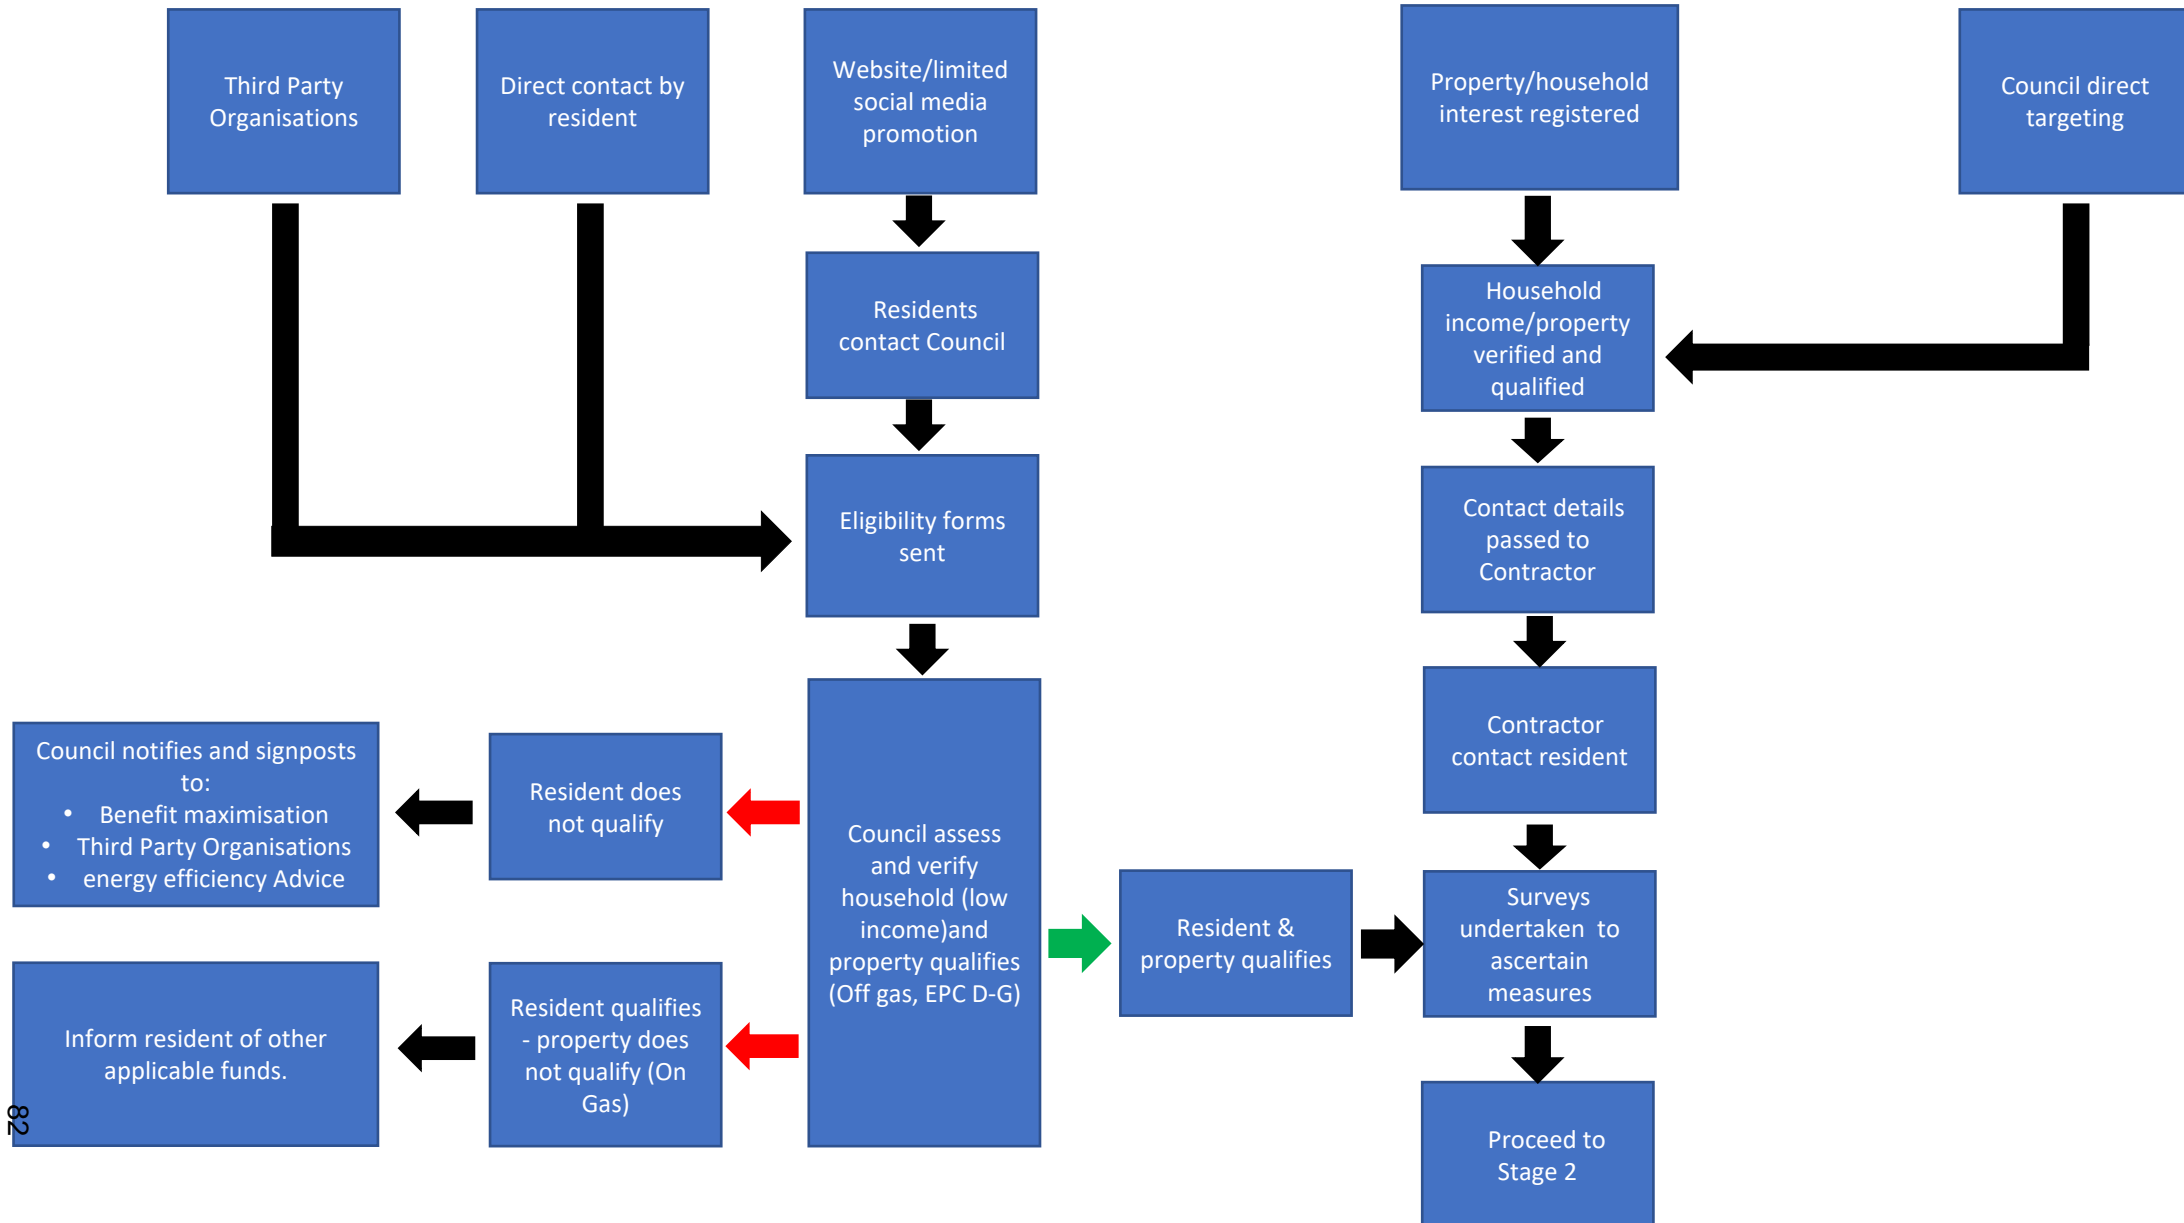 Third Party
Organisations
Direct contact by
resident
Website/limited
social media
promotion
Property/household
interest registered
Council direct
targeting
Residents
contact Council
Household
income/property
verified and
qualified
Eligibility forms
sent
Contact details
passed to
Contractor
Contractor
contact resident
Council notifies and signposts
to:
• Benefit maximisation
• Third Party Organisations
• energy efficiency Advice
Resident does
not qualify
Council assess
and verify
household (low
income)and
property qualifies
(Off gas, EPC D-G)
Resident &
property qualifies
Surveys
undertaken to
ascertain
measures
Inform resident of other
applicable funds.
Resident qualifies
- property does
not qualify (On
Gas)
Proceed to
Stage 2
82